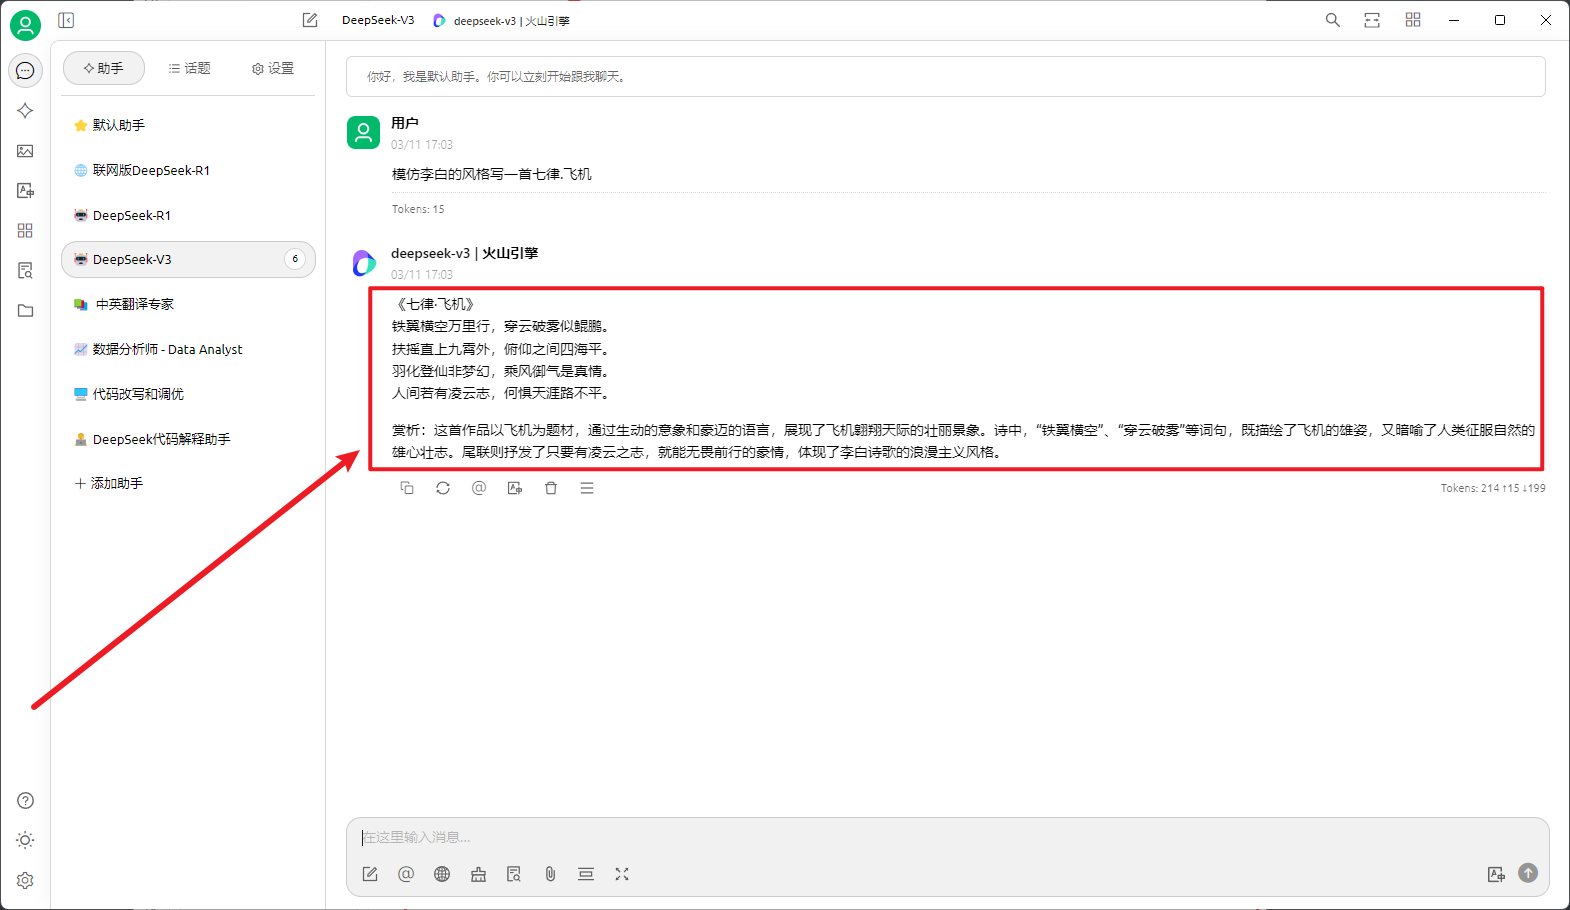 DeepSeek-V3
deepseek-v3 | 火山引擎
助手
话题
设置
默认助手
联网版DeepSeek-R1
DeepSeek-R1
DeepSeek-V3
6
中英翻译专家
数据分析师 - Data Analyst
代码改写和调优
DeepSeek代码解释助手
添加助手
你好，我是默认助手。你可以立刻开始跟我聊天。
用户
03/11 17:03
模仿李白的风格写一首七律.飞机
Tokens: 15
deepseek-v3 | 火山引擎
03/11 17:03
《七律·飞机》
铁翼横空万里行，穿云破雾似鲲鹏。
扶摇直上九霄外，俯仰之间四海平。
羽化登仙非梦幻，乘风御气是真情。
人间若有凌云志，何惧天涯路不平。
赏析：这首作品以飞机为题材，通过生动的意象和豪迈的语言，展现了飞机翱翔天际的壮丽景象。诗中，“铁翼横空”、“穿云破雾”等词句，既描绘了飞机的雄姿，又暗喻了人类征服自然的
雄心壮志。尾联则抒发了只要有凌云之志，就能无畏前行的豪情，体现了李白诗歌的浪漫主义风格。
Tokens: 214 ↑15 ↓199
在这里输入消息...